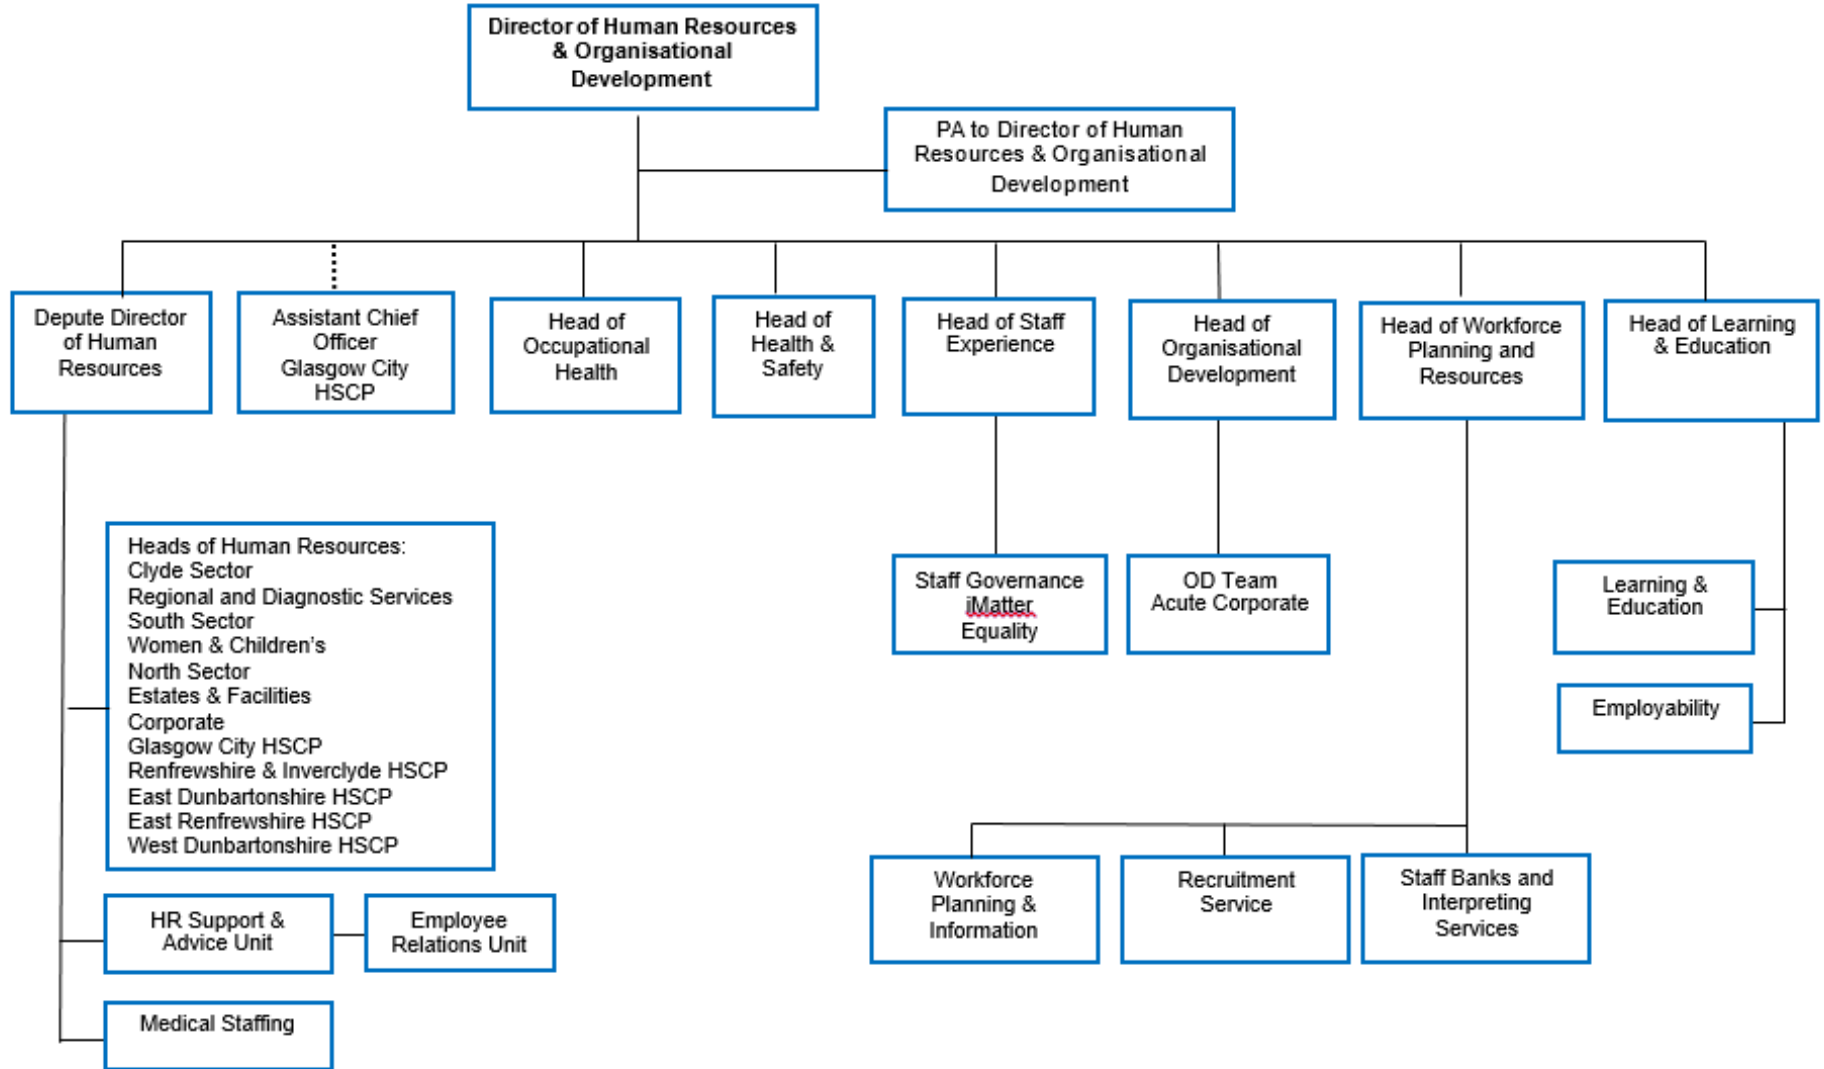 Director of Human Resources
& Organisational
Development
PA to Director of Human
Resources & Organisational
Development
Depute Director
of Human
Resources
Assistant Chief
Officer
Glasgow City
HSCP
Head of
Occupational
Health
Head of
Health &
Safety
Head of Staff
Experience
Head of
Organisational
Development
Head of Workforce
Planning and
Resources
Head of Learning
& Education
Heads of Human Resources:
Clyde Sector
Regional and Diagnostic Services
South Sector
Women & Children's
North Sector
Estates & Facilities
Corporate
Glasgow City HSCP
Renfrewshire & Inverclyde HSCP
East Dunbartonshire HSCP
East Renfrewshire HSCP
West Dunbartonshire HSCP
Staff Governance
iMatter
Equality
OD Team
Acute Corporate
Learning &
Education
Employability
Workforce
Planning &
Information
Recruitment
Service
Staff Banks and
Interpreting
Services
HR Support &
Advice Unit
Employee
Relations Unit
Medical Staffing